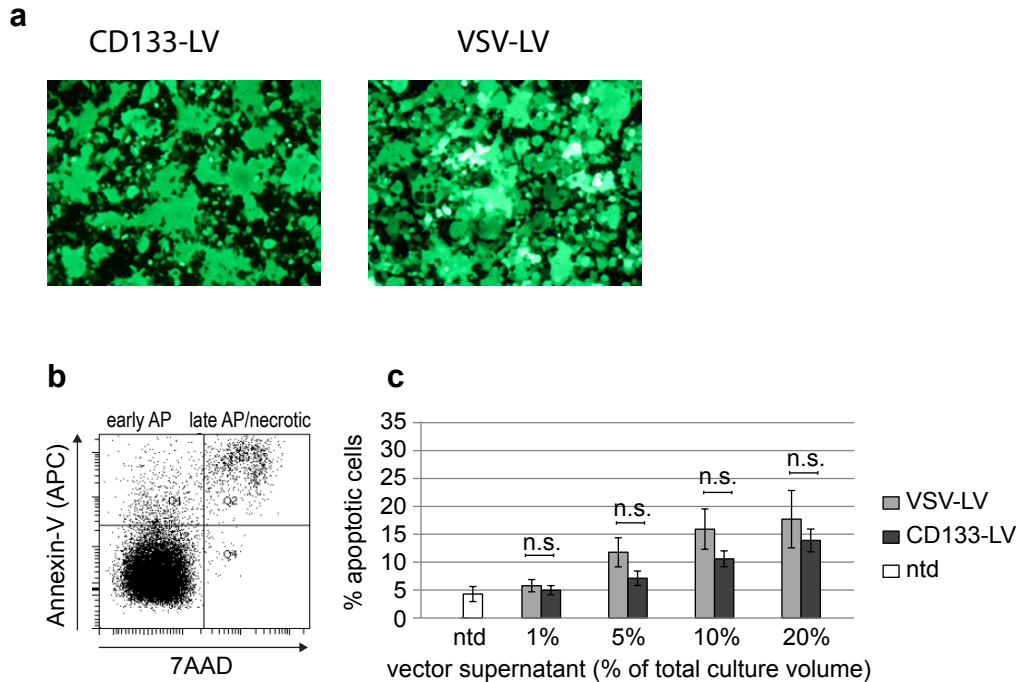 a
CD133-LV VSV-LV
b
early AP late AP/necrotic
Annexin-V (APC)
Q2
Q4
7AAD
c
% apoptotic cells
35
30
25
20
15
10
5
0
n.s. n.s. n.s. n.s.
ntd 1% 5% 10% 20%
vector supernatant (% of total culture volume)
VSV-LV
CD133-LV
ntd